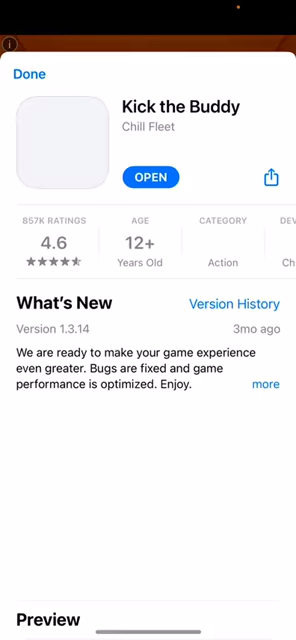 Done
Kick the Buddy
Chill Fleet
OPEN
857K RATINGS
4.6
AGE
12+
Years Old
CATEGORY
Action
DEV
Ch
What's New
Version History
Version 1.3.14
3mo ago
We are ready to make your game experience
even greater. Bugs are fixed and game
performance is optimized. Enjoy.
more
Preview